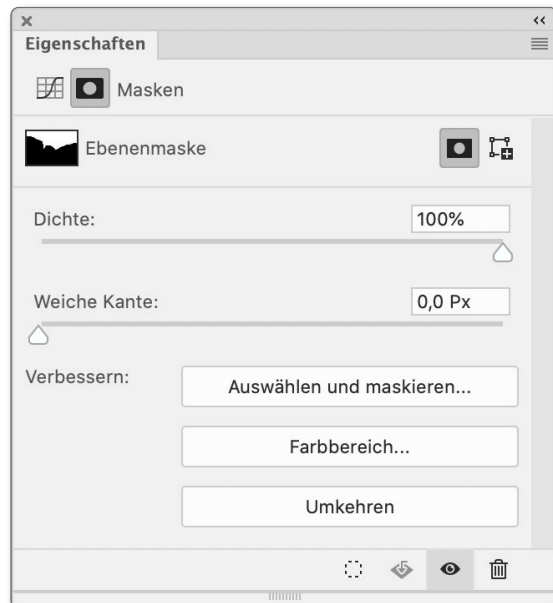 Eigenschaften
Masken
Ebenenmaske
Dichte: 100%
Weiche Kante: 0,0 Px
Verbessern: Auswählen und maskieren...
Farbbereich...
Umkehren